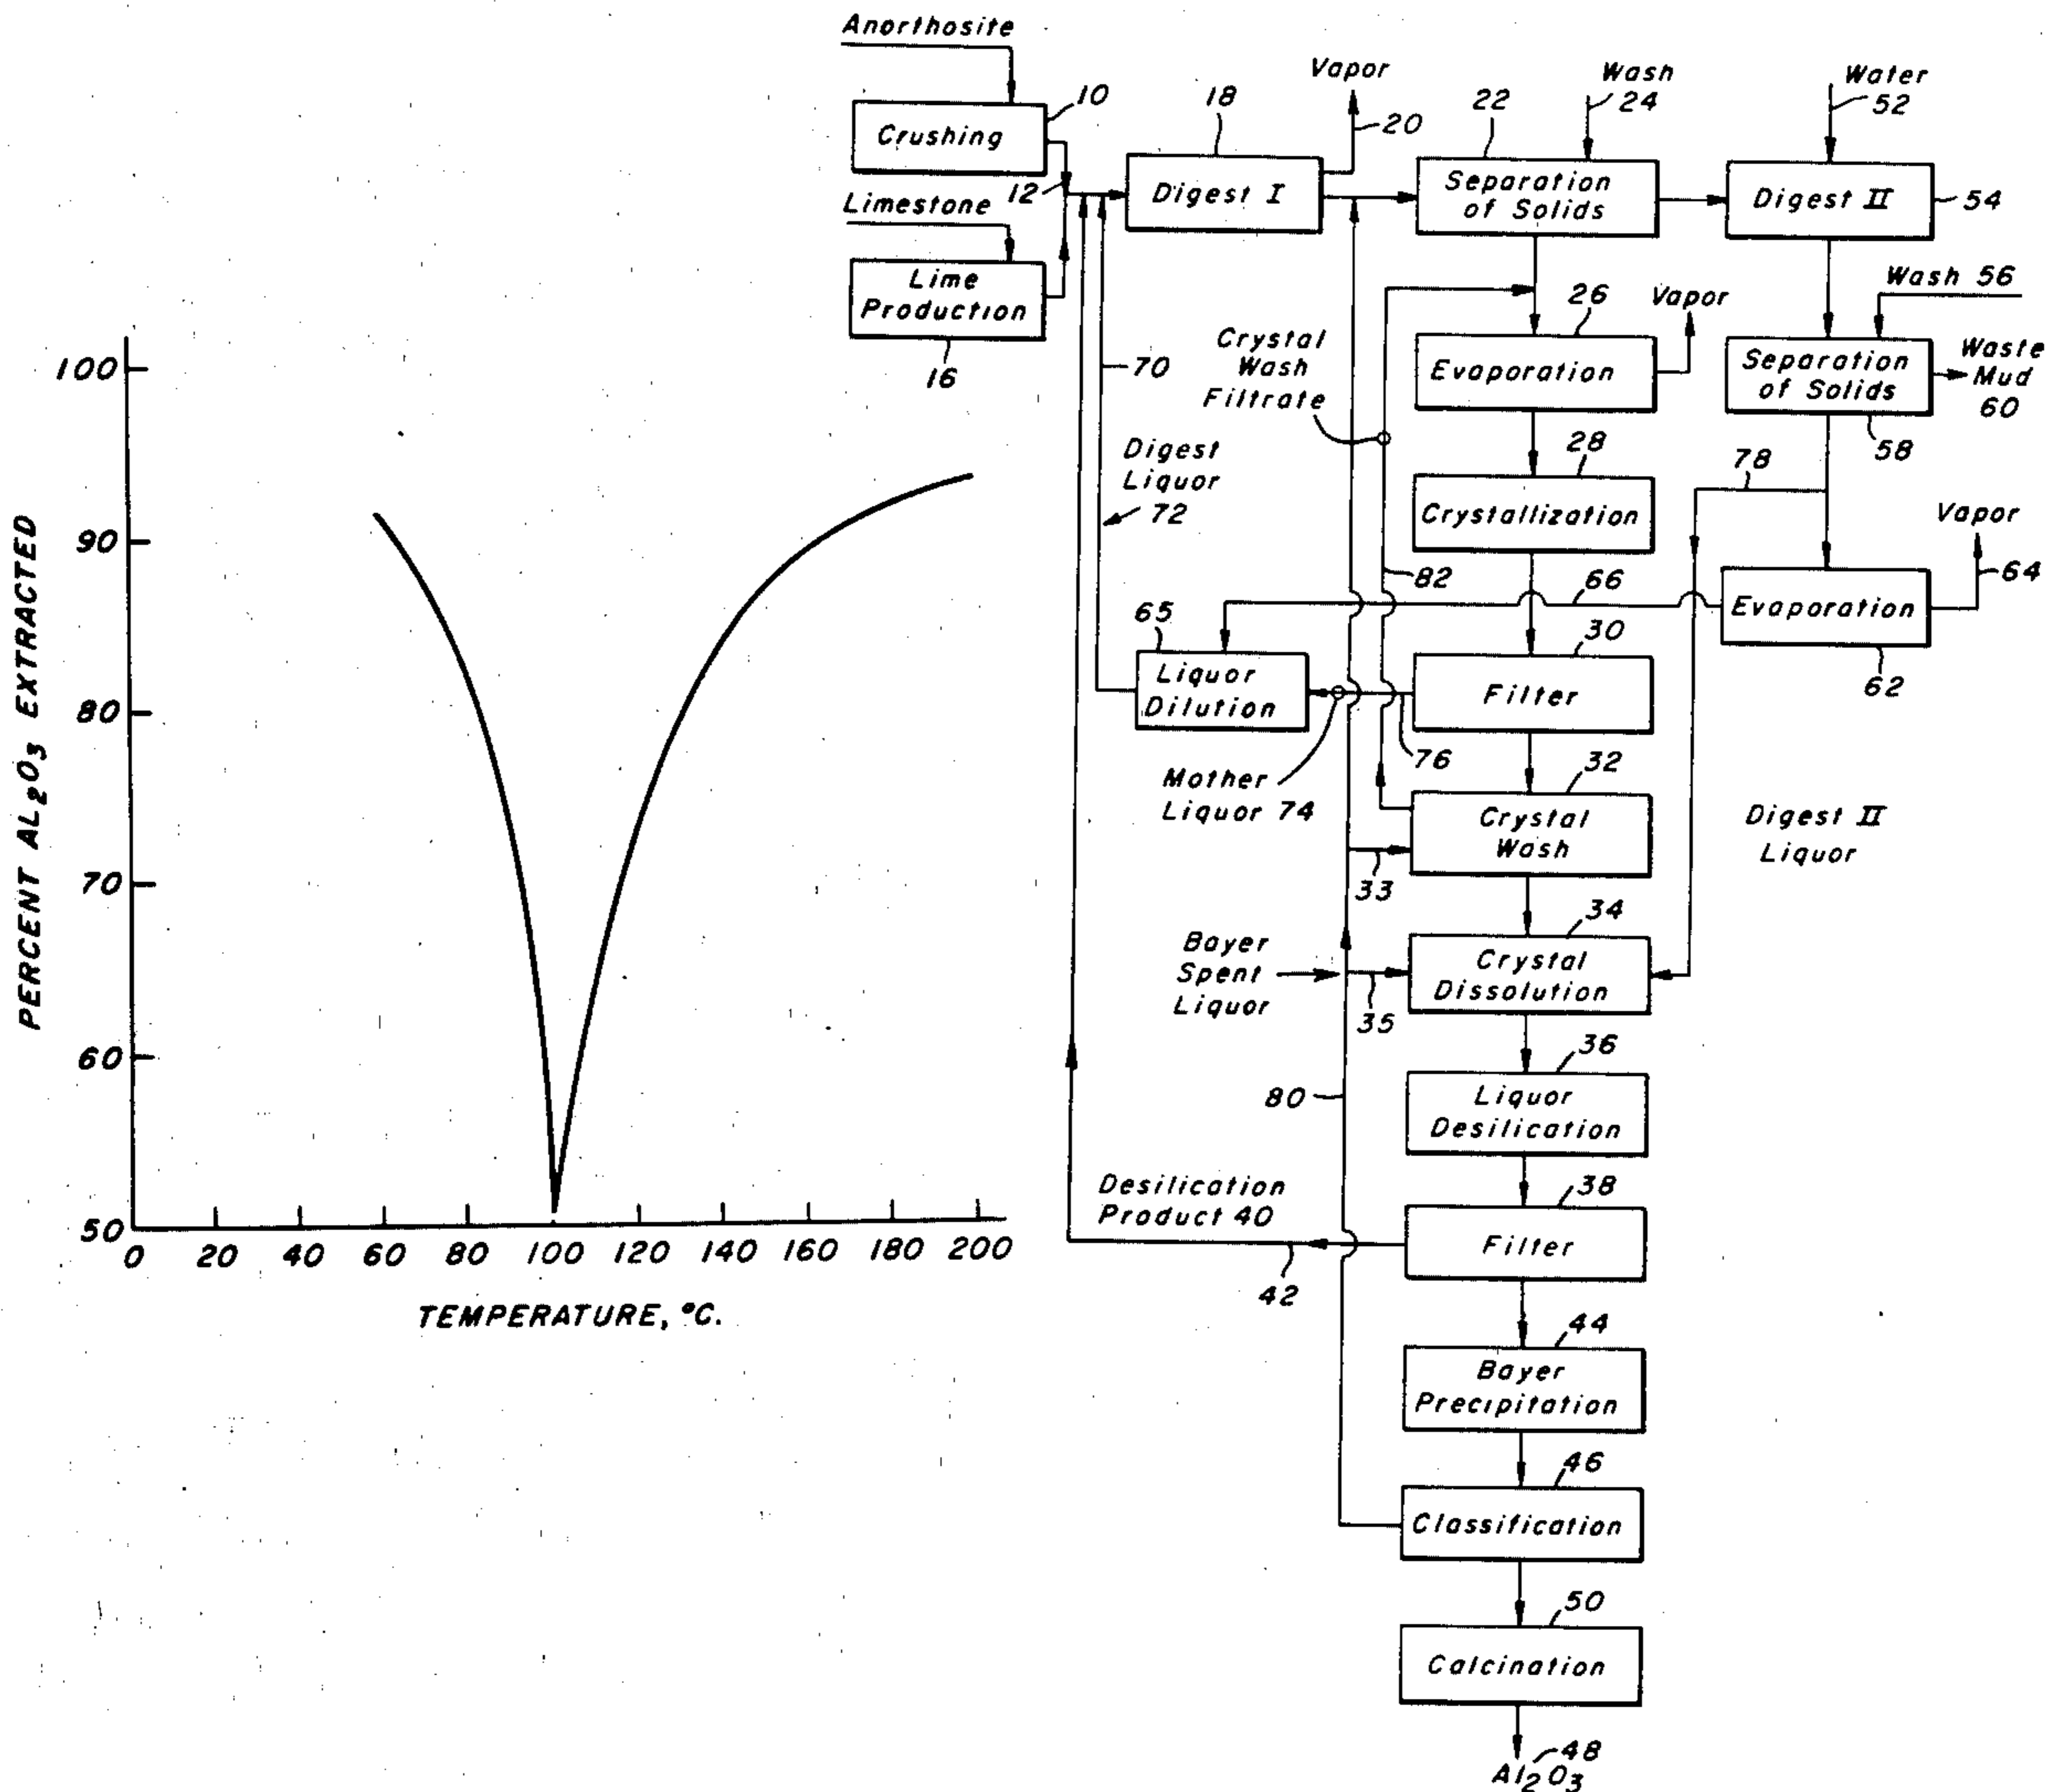 Anorthosite
10
Crushing
12
Limestone
Lime
Production
16
18
Digest I
Vapor
20
22
Wash
24
Separation
of Solids
Water
52
Digest II
54
Wash 56
Separation
of Solids
58
Waste
Mud
60
26
Vapor
Evaporation
Crystal
Wash
Filtrate
70
Digest
Liquor
72
28
Crystallization
82
66
78
Vapor
64
Evaporation
62
65
Liquor
Dilution
30
Filter
76
Mother
Liquor 74
32
Crystal
Wash
33
Digest II
Liquor
34
Crystal
Dissolution
Bayer
Spent
Liquor
35
36
Liquor
Desilication
80
Desilication
Product 40
42
38
Filter
44
Bayer
Precipitation
46
Classification
50
Calcination
48
Al2O3
PERCENT AL2O3 EXTRACTED
100
90
80
70
60
50
0 20 40 60 80 100 120 140 160 180 200
TEMPERATURE, °C.